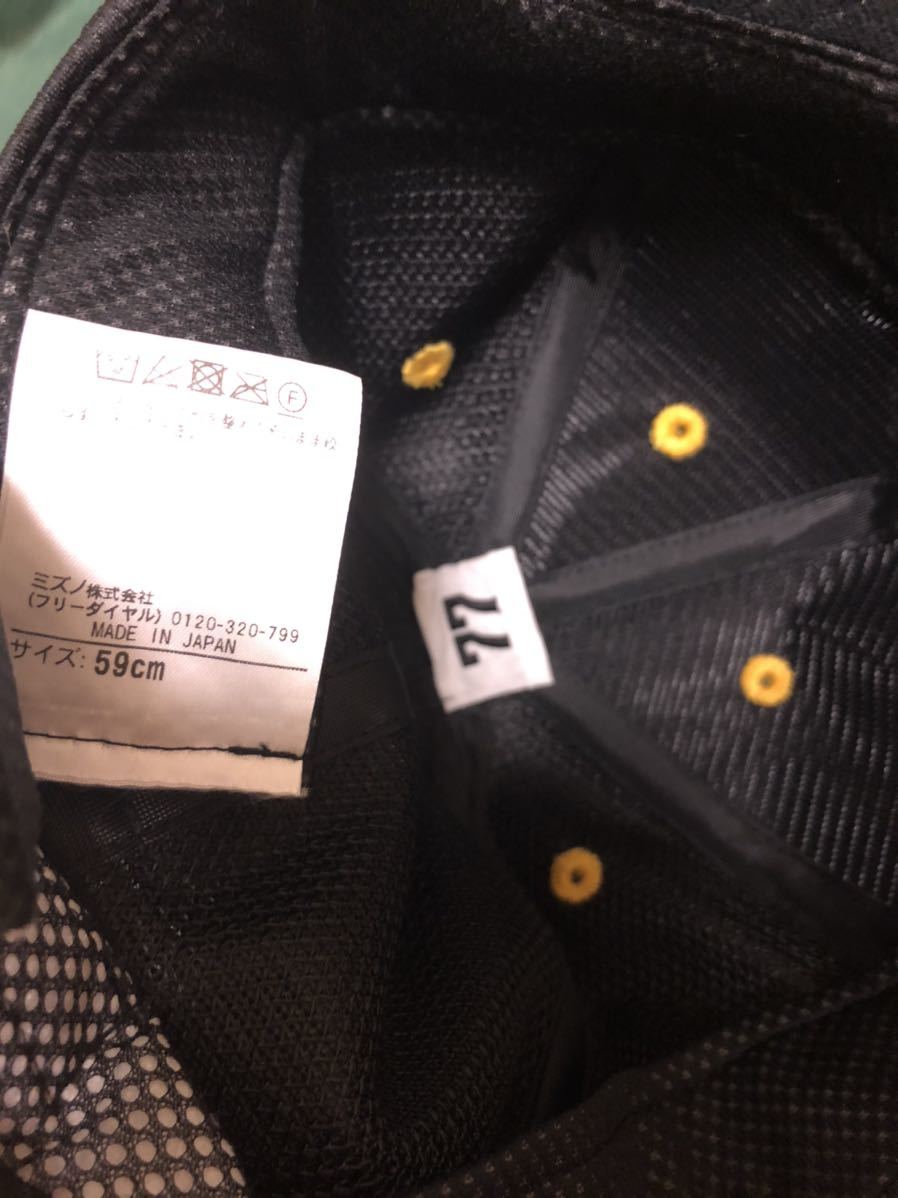 F
ミズノ株式会社
(フリーダイヤル) 0120-320-799
MADE IN JAPAN
サイズ: 59cm
77